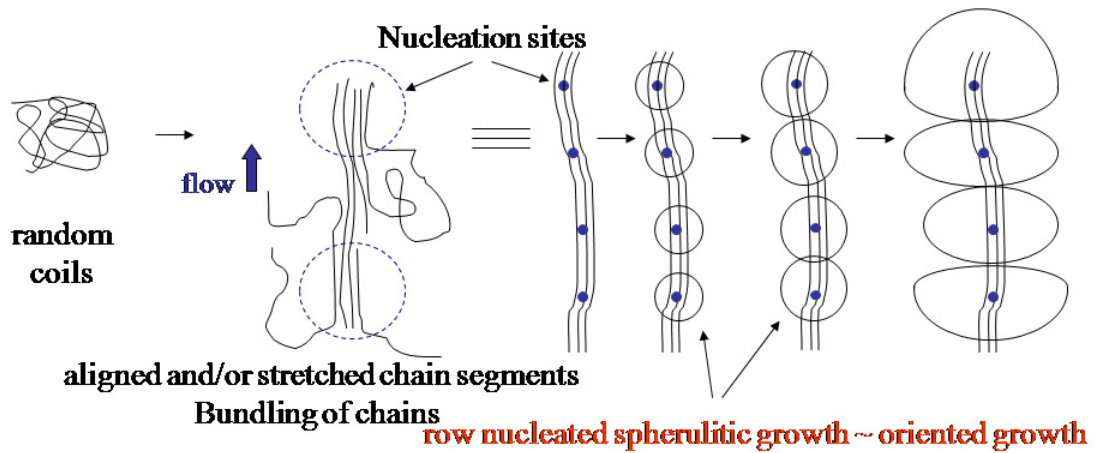 Nucleation sites
flow
random
coils
aligned and/or stretched chain segments
Bundling of chains
row nucleated spherulitic growth ~ oriented growth